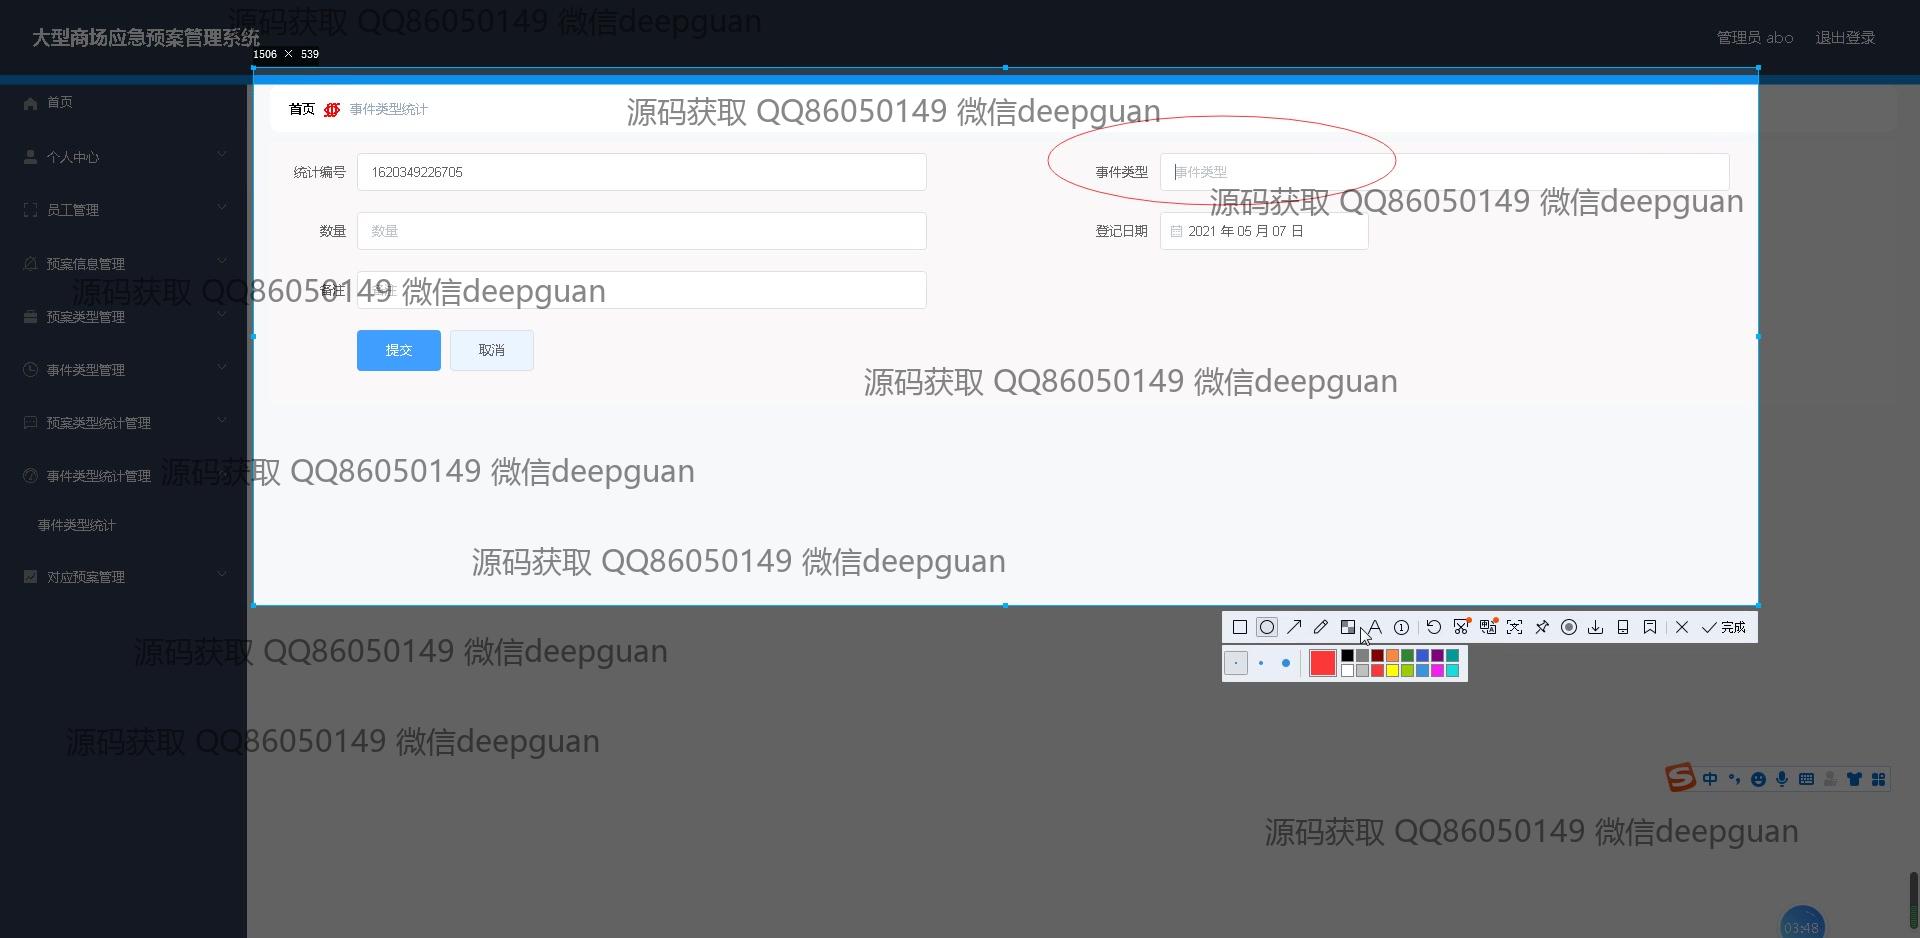 源码获取 QQ86050149 微信deepguan
大型商场应急预案管理系统
管理员 abo
退出登录
1506 × 539
首页
首页
事件类型统计
源码获取 QQ86050149 微信deepguan
个人中心
统计编号
1620349226705
事件类型
事件类型
源码获取 QQ86050149 微信deepguan
员工管理
数量
数量
登记日期
2021 年 05 月 07 日
预案信息管理
源码获取 QQ86050149 微信deepguan
备注
备注
预案类型管理
提交
取消
事件类型管理
源码获取 QQ86050149 微信deepguan
预案类型统计管理
事件类型统计管理
源码获取 QQ86050149 微信deepguan
事件类型统计
源码获取 QQ86050149 微信deepguan
对应预案管理
完成
源码获取 QQ86050149 微信deepguan
源码获取 QQ86050149 微信deepguan
中
源码获取 QQ86050149 微信deepguan
03:48